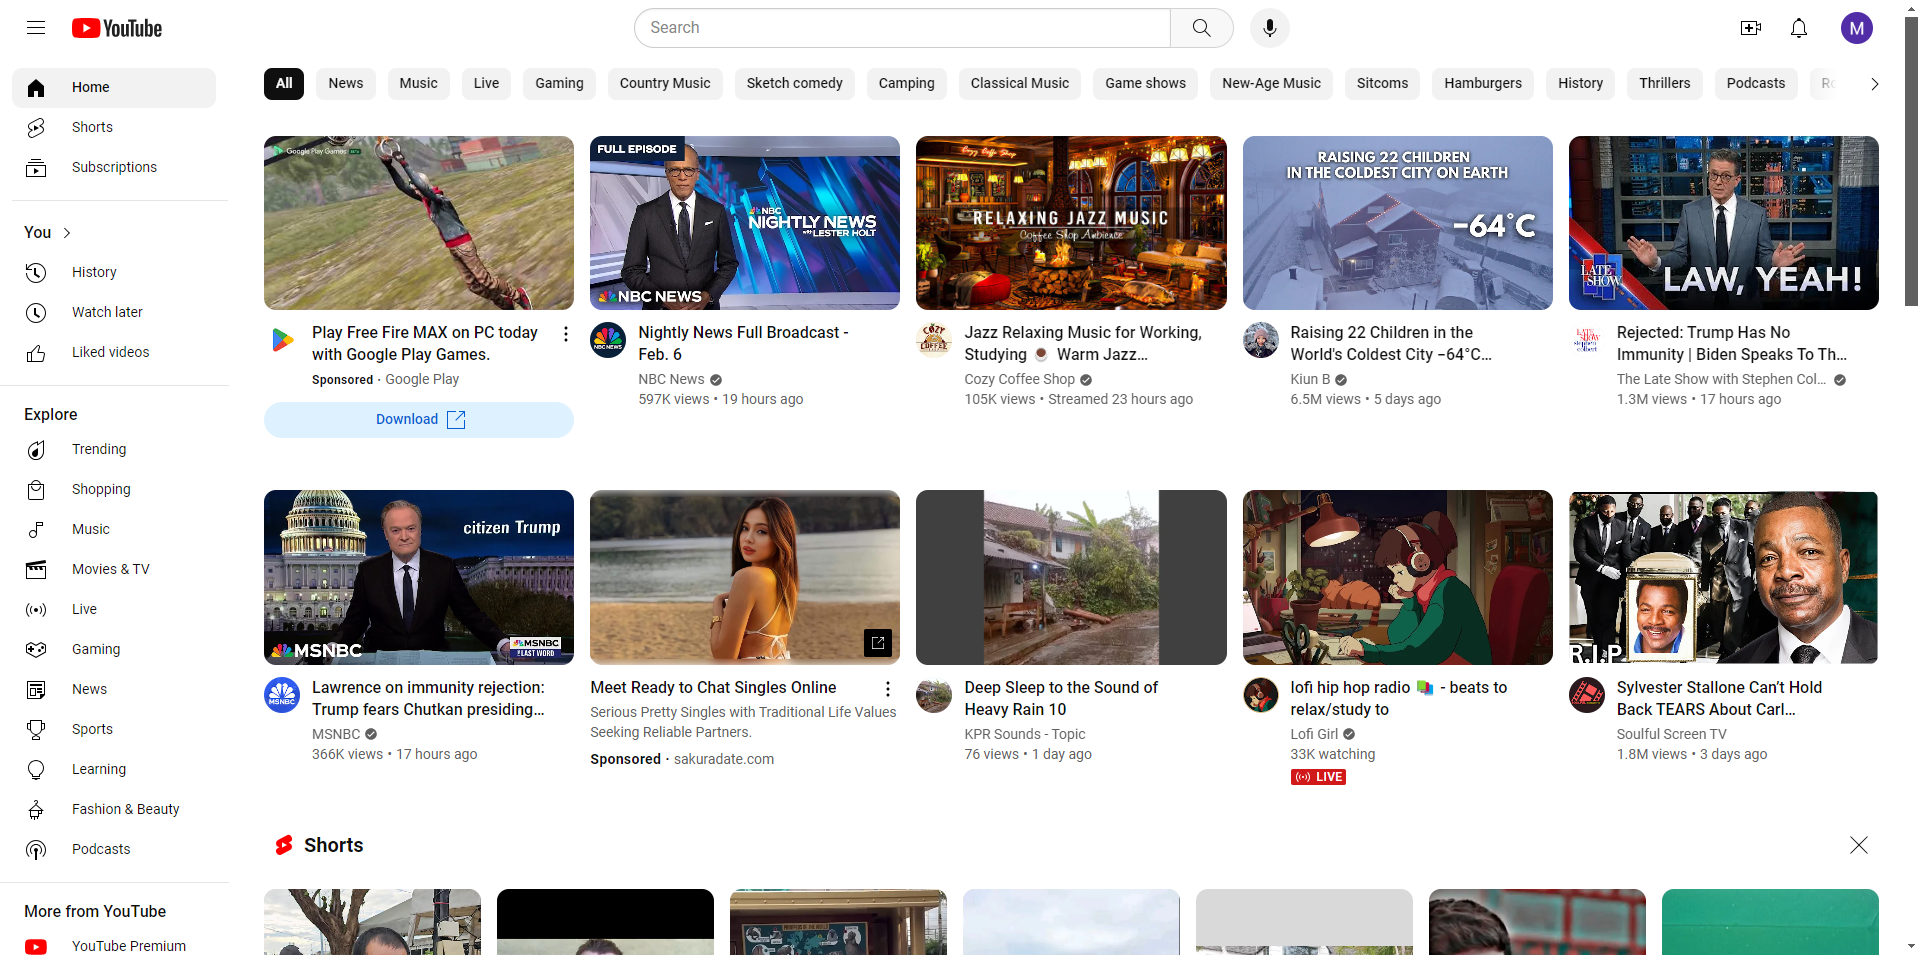 YouTube
Search
M
Home
Shorts
Subscriptions
You
History
Watch later
Liked videos
Explore
Trending
Shopping
Music
Movies & TV
Live
Gaming
News
Sports
Learning
Fashion & Beauty
Podcasts
More from YouTube
YouTube Premium
All
News
Music
Live
Gaming
Country Music
Sketch comedy
Camping
Classical Music
Game shows
New-Age Music
Sitcoms
Hamburgers
History
Thrillers
Podcasts
Google Play Games
Play Free Fire MAX on PC today
with Google Play Games.
Sponsored · Google Play
Download
FULL EPISODE
NBC
NIGHTLY NEWS
WITH LESTER HOLT
NBC NEWS
NBC NEWS
Nightly News Full Broadcast -
Feb. 6
NBC News
597K views • 19 hours ago
Cozy Coffee Shop
RELAXING JAZZ MUSIC
Coffee Shop Ambience
COZY
COFFEE
Jazz Relaxing Music for Working,
Studying ☕ Warm Jazz...
Cozy Coffee Shop
105K views • Streamed 23 hours ago
RAISING 22 CHILDREN
IN THE COLDEST CITY ON EARTH
-64°C
Raising 22 Children in the
World's Coldest City −64°C...
Kiun B
6.5M views • 5 days ago
LATE
SHOW
LAW, YEAH!
LATE SHOW
stephen
colbert
Rejected: Trump Has No
Immunity | Biden Speaks To Th...
The Late Show with Stephen Col...
1.3M views • 17 hours ago
citizen Trump
MSNBC
MSNBC
LAST WORD
MSNBC
Lawrence on immunity rejection:
Trump fears Chutkan presiding...
MSNBC
366K views • 17 hours ago
Meet Ready to Chat Singles Online
Serious Pretty Singles with Traditional Life Values
Seeking Reliable Partners.
Sponsored · sakuradate.com
Deep Sleep to the Sound of
Heavy Rain 10
KPR Sounds - Topic
76 views • 1 day ago
lofi hip hop radio 📚 - beats to
relax/study to
Lofi Girl
33K watching
LIVE
R.I.P
Sylvester Stallone Can't Hold
Back TEARS About Carl...
Soulful Screen TV
1.8M views • 3 days ago
Shorts